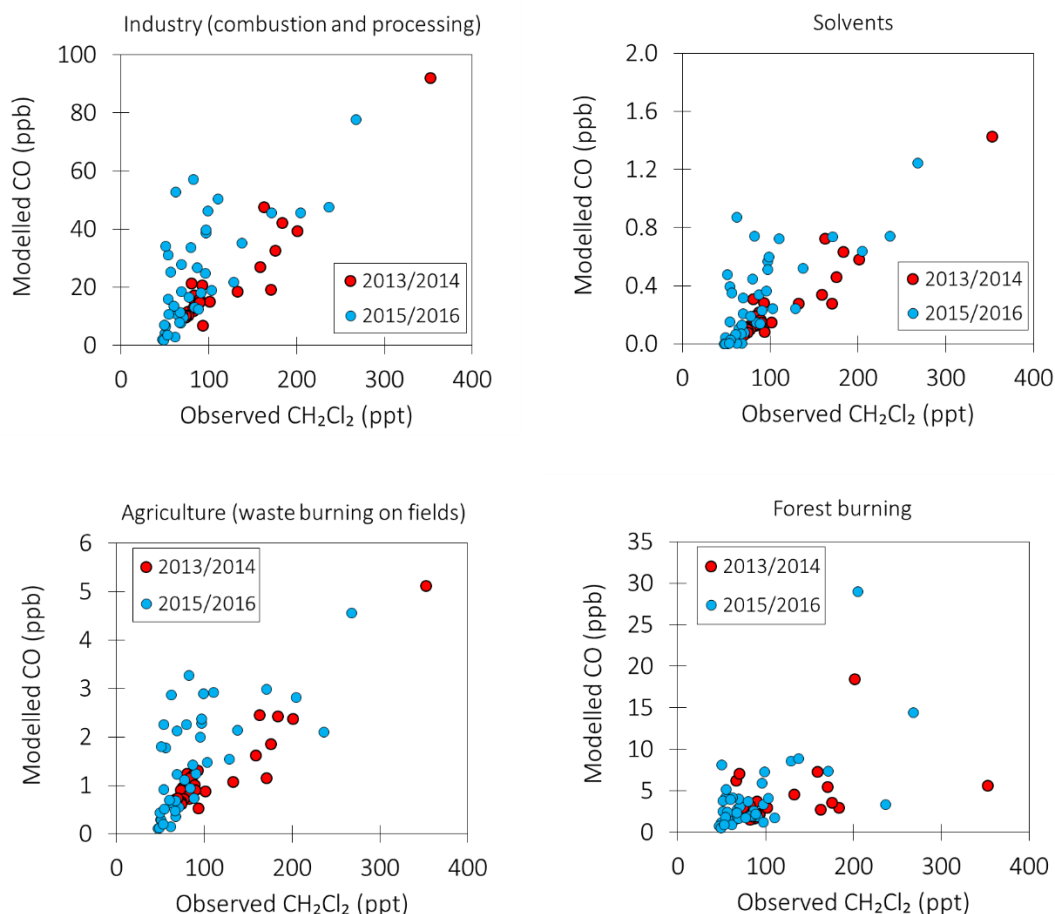 Industry (combustion and processing)
Modelled CO (ppb)
100
80
60
40
20
0
2013/2014
2015/2016
0 100 200 300 400
Observed CH₂Cl₂ (ppt)
Solvents
Modelled CO (ppb)
2.0
1.6
1.2
0.8
0.4
0.0
2013/2014
2015/2016
0 100 200 300 400
Observed CH₂Cl₂ (ppt)
Agriculture (waste burning on fields)
Modelled CO (ppb)
6
5
4
3
2
1
0
2013/2014
2015/2016
0 100 200 300 400
Observed CH₂Cl₂ (ppt)
Forest burning
Modelled CO (ppb)
35
30
25
20
15
10
5
0
2013/2014
2015/2016
0 100 200 300 400
Observed CH₂Cl₂ (ppt)